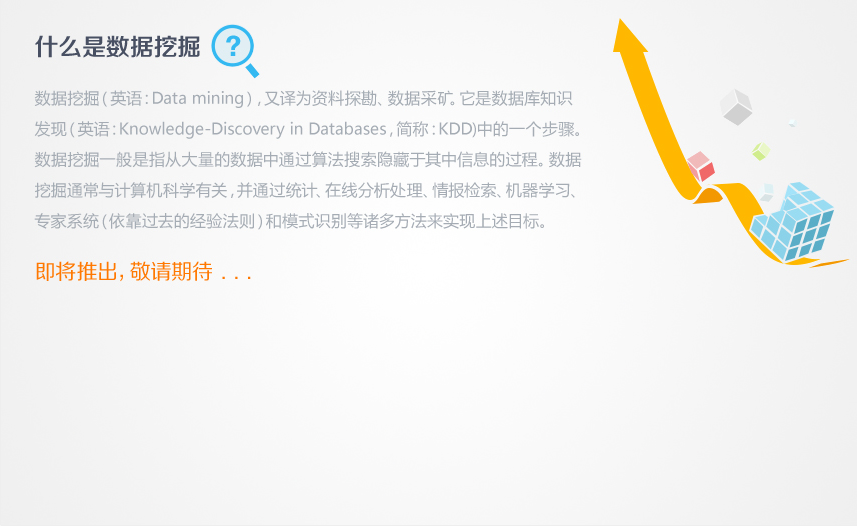 什么是数据挖掘 ?
数据挖掘(英语:Data mining),又译为资料探勘、数据采矿。它是数据库知识
发现(英语:Knowledge-Discovery in Databases,简称:KDD)中的一个步骤。
数据挖掘一般是指从大量的数据中通过算法搜索隐藏于其中信息的过程。数据
挖掘通常与计算机科学有关,并通过统计、在线分析处理、情报检索、机器学习、
专家系统(依靠过去的经验法则)和模式识别等诸多方法来实现上述目标。
即将推出,敬请期待 . . .